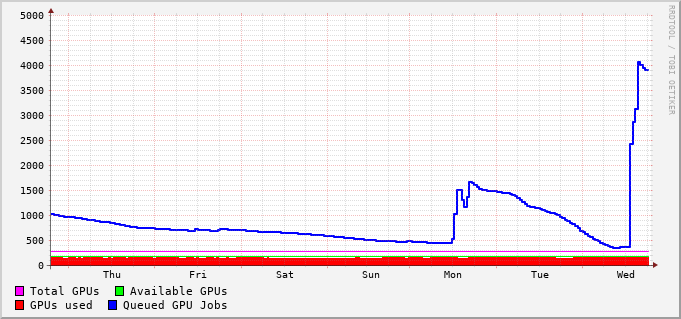 5000
4500
4000
3500
3000
2500
2000
1500
1000
500
0
Thu Fri Sat Sun Mon Tue Wed
Total GPUs Available GPUs
GPUs used Queued GPU Jobs
RRDTOOL / TOBI OETIKER